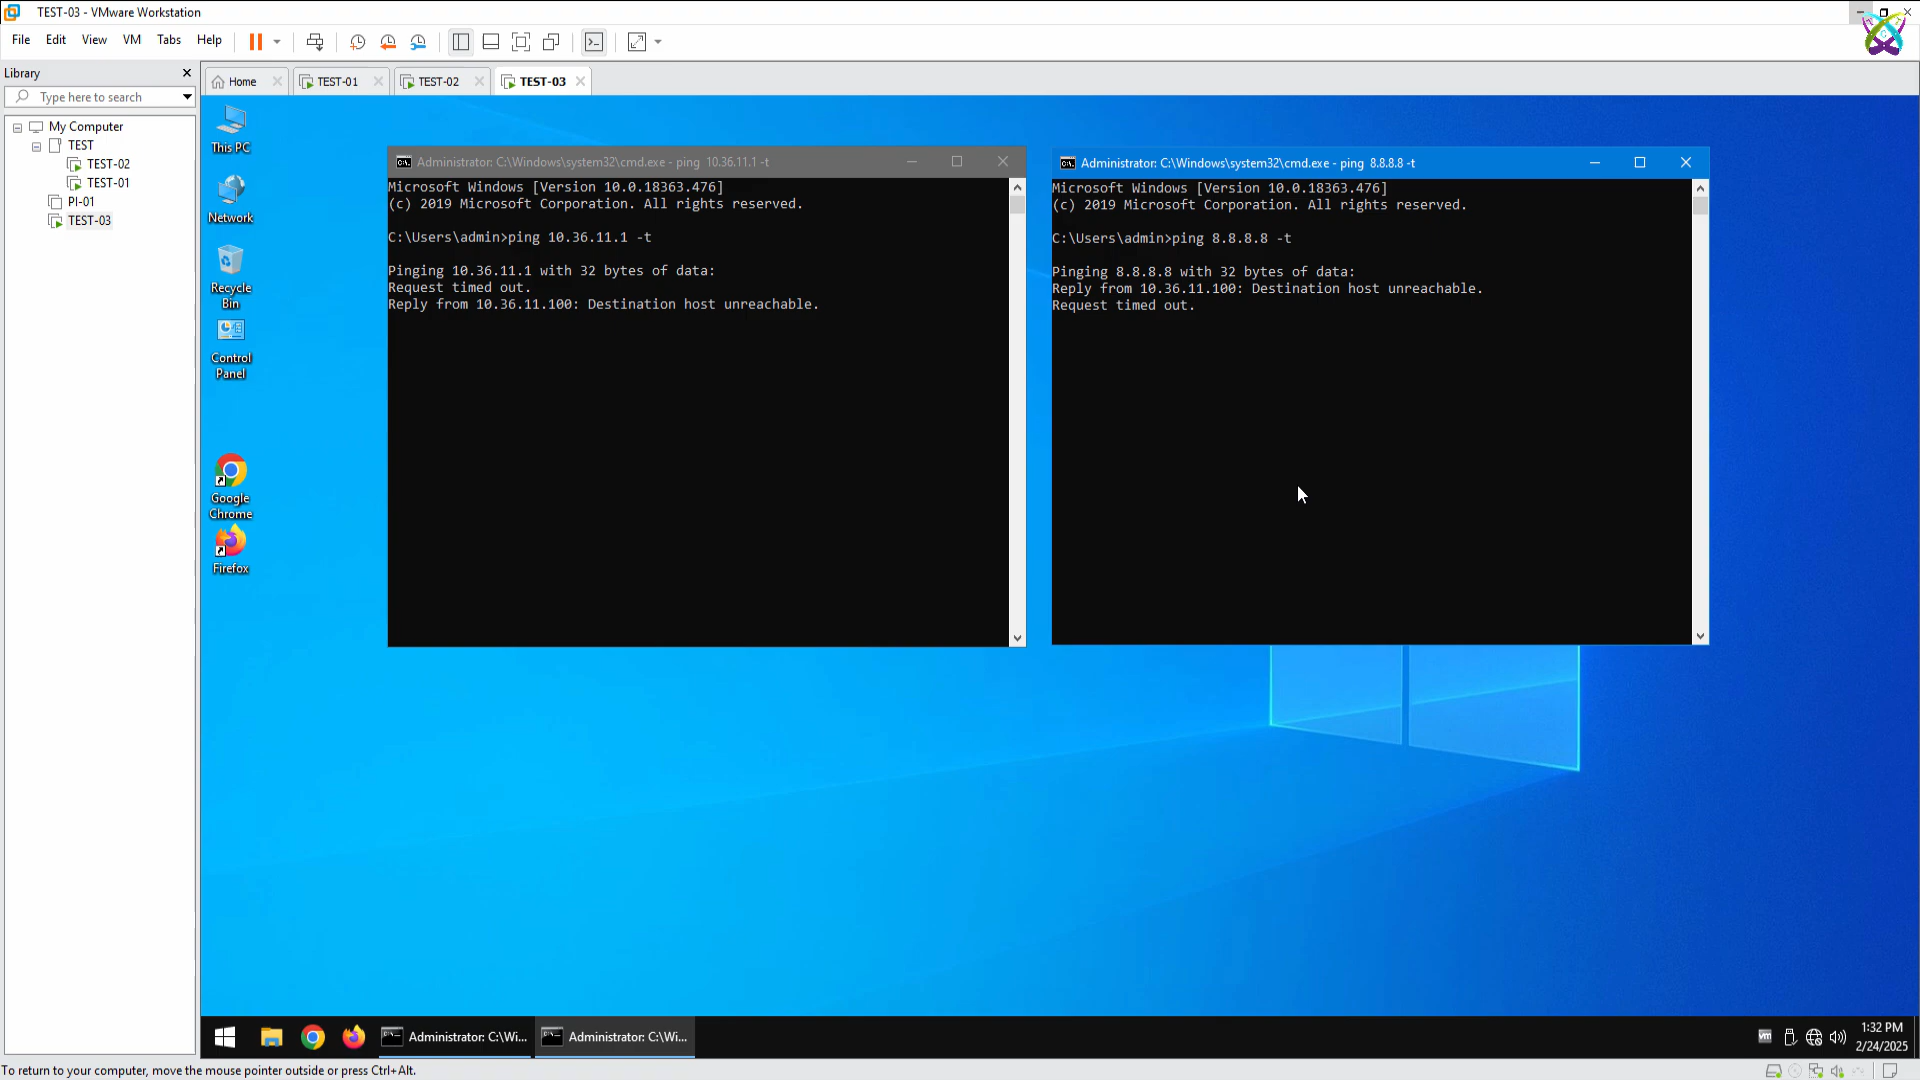 TEST-03 - VMware Workstation
File Edit View VM Tabs Help
Library
Type here to search
My Computer
TEST
TEST-02
TEST-01
PI-01
TEST-03
Home
TEST-01
TEST-02
TEST-03
This PC
Network
Recycle
Bin
Control
Panel
Google
Chrome
Firefox
Administrator: C:\Windows\system32\cmd.exe - ping 10.36.11.1 -t
Microsoft Windows [Version 10.0.18363.476]
(c) 2019 Microsoft Corporation. All rights reserved.
C:\Users\admin>ping 10.36.11.1 -t
Pinging 10.36.11.1 with 32 bytes of data:
Request timed out.
Reply from 10.36.11.100: Destination host unreachable.
Administrator: C:\Windows\system32\cmd.exe - ping 8.8.8.8 -t
Microsoft Windows [Version 10.0.18363.476]
(c) 2019 Microsoft Corporation. All rights reserved.
C:\Users\admin>ping 8.8.8.8 -t
Pinging 8.8.8.8 with 32 bytes of data:
Reply from 10.36.11.100: Destination host unreachable.
Request timed out.
Administrator: C:\Wi...
Administrator: C:\Wi...
vm
1:32 PM
2/24/2025
To return to your computer, move the mouse pointer outside or press Ctrl+Alt.